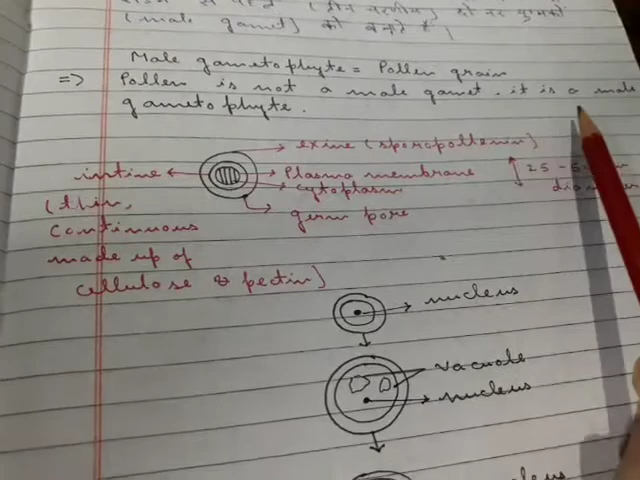 (male gamet) को बनाते हैं|
Male gametophyte = Pollen grain
=> Pollen is not a male gamet. it is a male
gametophyte.
exine (sporopollenin)
intine
Plasma membrane
cytoplasm
germ pore
25 -
(thin,
continuous
made up of
cellulose & pectin)
nucleus
vacuole
nucleus